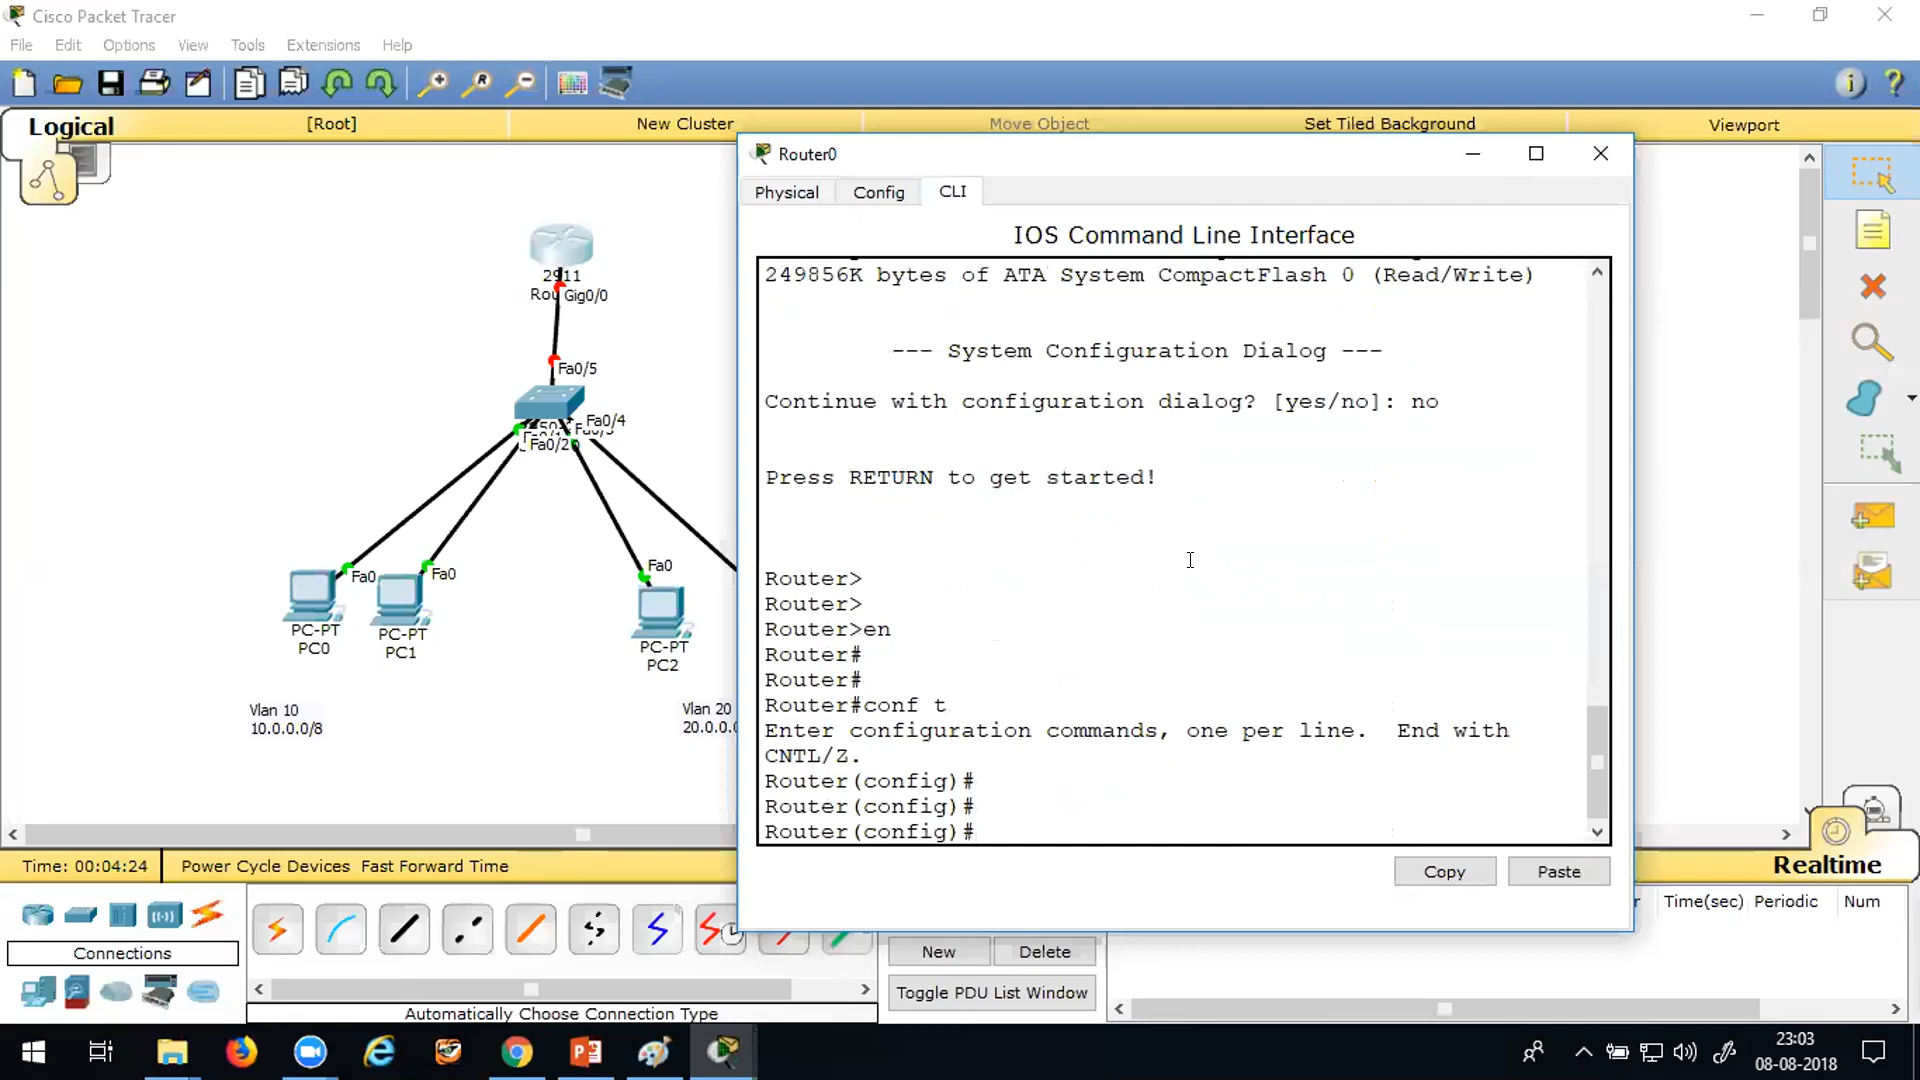 Cisco Packet Tracer
File Edit Options View Tools Extensions Help
Logical
[Root]
New Cluster
Move Object
Set Tiled Background
Viewport
2911
Rou Gig0/0
Fa0/5
Fa0/4
Fa0/2
Fa0
Fa0
Fa0
PC-PT
PC0
PC-PT
PC1
PC-PT
PC2
Vlan 10
10.0.0.0/8
Vlan 20
20.0.0.0
Router0
Physical Config CLI
IOS Command Line Interface
249856K bytes of ATA System CompactFlash 0 (Read/Write)
--- System Configuration Dialog ---
Continue with configuration dialog? [yes/no]: no
Press RETURN to get started!
Router>
Router>
Router>en
Router#
Router#
Router#conf t
Enter configuration commands, one per line. End with
CNTL/Z.
Router(config)#
Router(config)#
Router(config)#
Copy Paste
Time: 00:04:24 Power Cycle Devices Fast Forward Time
Realtime
Connections
Automatically Choose Connection Type
New Delete
Toggle PDU List Window
r Time(sec) Periodic Num
23:03
08-08-2018